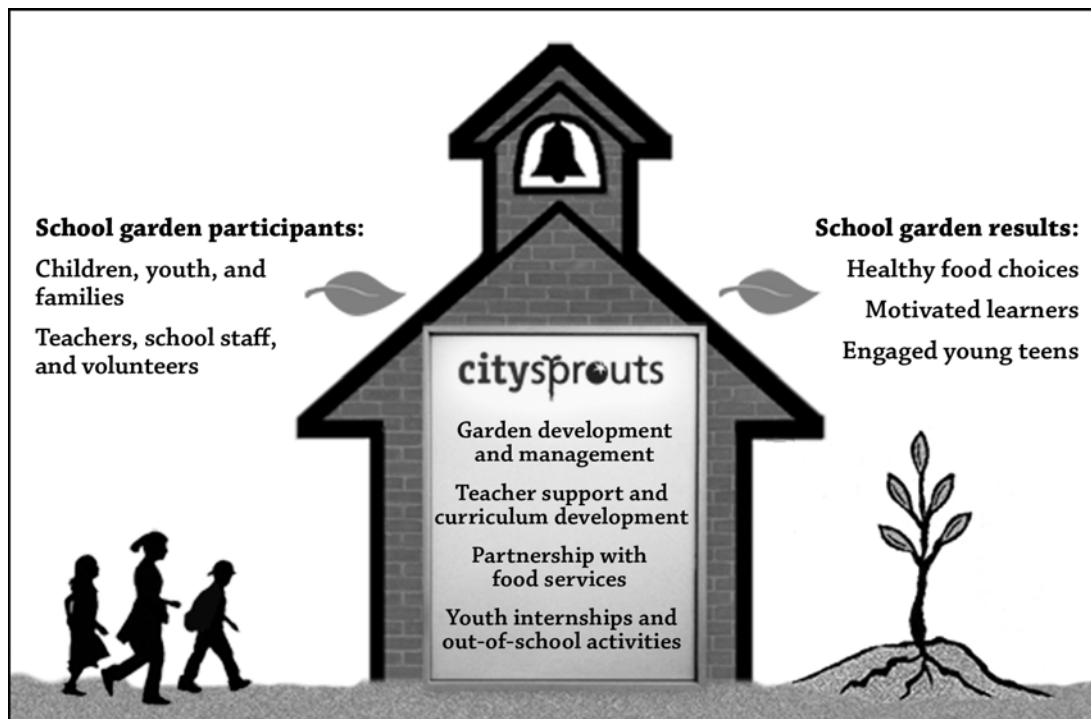 School garden participants:
Children, youth, and
families
Teachers, school staff,
and volunteers
citysprouts
Garden development
and management
Teacher support and
curriculum development
Partnership with
food services
Youth internships and
out-of-school activities
School garden results:
Healthy food choices
Motivated learners
Engaged young teens